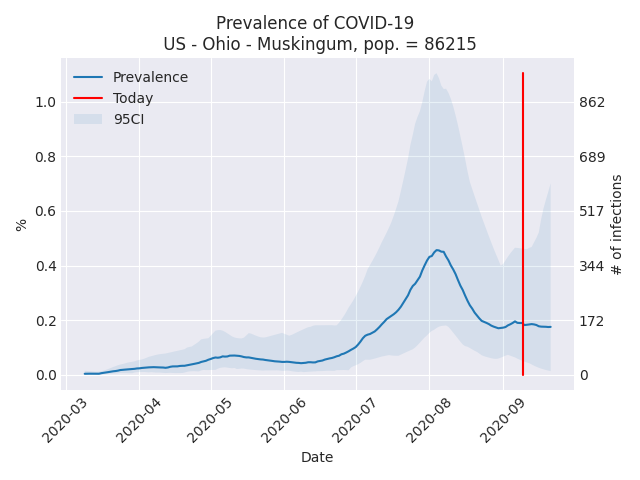 Prevalence of COVID-19
US - Ohio - Muskingum, pop. = 86215
Prevalence
Today
95CI
1.0
0.8
0.6
0.4
0.2
0.0
%
862
689
517
344
172
0
# of infections
2020-03
2020-04
2020-05
2020-06
2020-07
2020-08
2020-09
Date